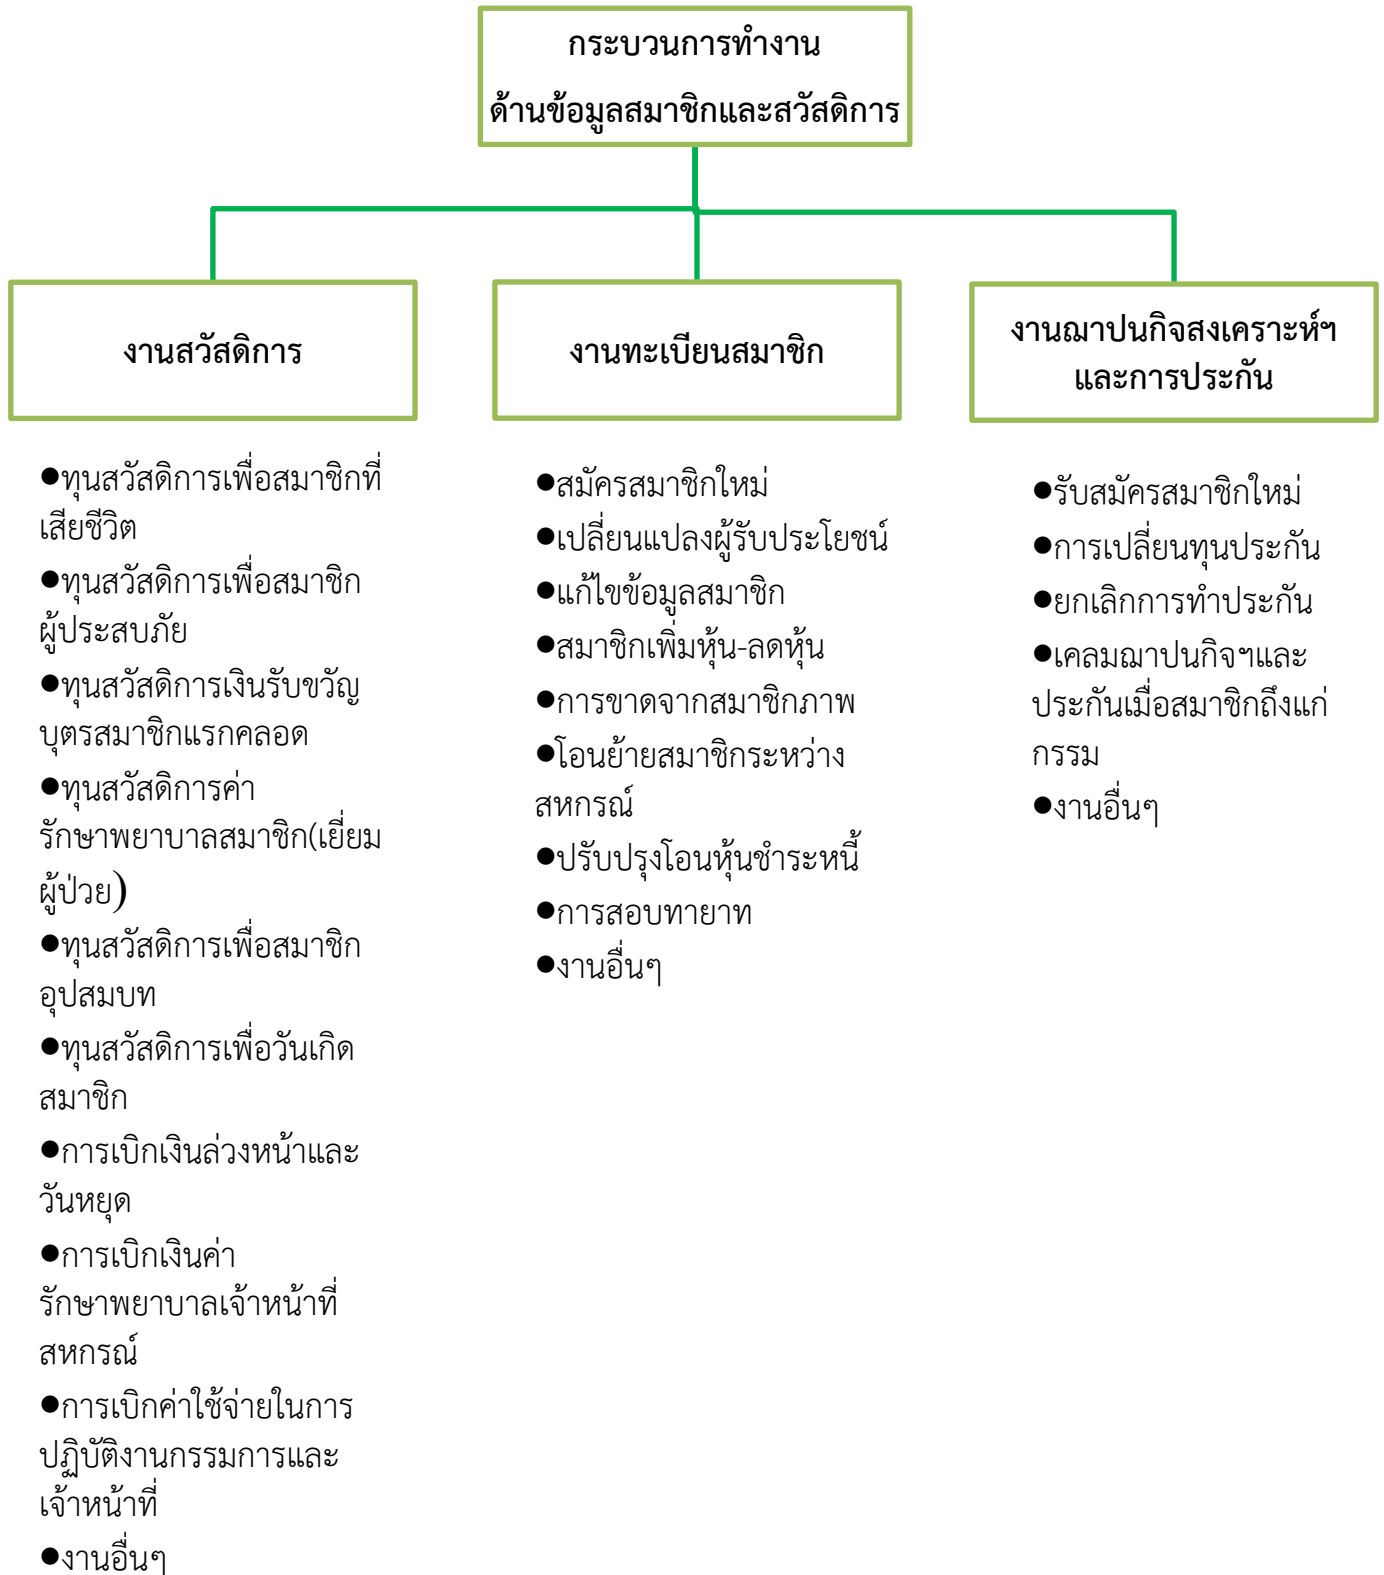 กระบวนการทำงาน
ด้านข้อมูลสมาชิกและสวัสดิการ
งานสวัสดิการ
●ทุนสวัสดิการเพื่อสมาชิกที่
เสียชีวิต
●ทุนสวัสดิการเพื่อสมาชิก
ผู้ประสบภัย
●ทุนสวัสดิการเงินรับขวัญ
บุตรสมาชิกแรกคลอด
●ทุนสวัสดิการค่า
รักษาพยาบาลสมาชิก(เยี่ยม
ผู้ป่วย)
●ทุนสวัสดิการเพื่อสมาชิก
อุปสมบท
●ทุนสวัสดิการเพื่อวันเกิด
สมาชิก
●การเบิกเงินล่วงหน้าและ
วันหยุด
●การเบิกเงินค่า
รักษาพยาบาลเจ้าหน้าที่
สหกรณ์
●การเบิกค่าใช้จ่ายในการ
ปฏิบัติงานกรรมการและ
เจ้าหน้าที่
●งานอื่นๆ
งานทะเบียนสมาชิก
●สมัครสมาชิกใหม่
●เปลี่ยนแปลงผู้รับประโยชน์
●แก้ไขข้อมูลสมาชิก
●สมาชิกเพิ่มหุ้น-ลดหุ้น
●การขาดจากสมาชิกภาพ
●โอนย้ายสมาชิกระหว่าง
สหกรณ์
●ปรับปรุงโอนหุ้นชำระหนี้
●การสอบทายาท
●งานอื่นๆ
งานฌาปนกิจสงเคราะห์ฯ
และการประกัน
●รับสมัครสมาชิกใหม่
●การเปลี่ยนทุนประกัน
●ยกเลิกการทำประกัน
●เคลมฌาปนกิจฯและ
ประกันเมื่อสมาชิกถึงแก่
กรรม
●งานอื่นๆ